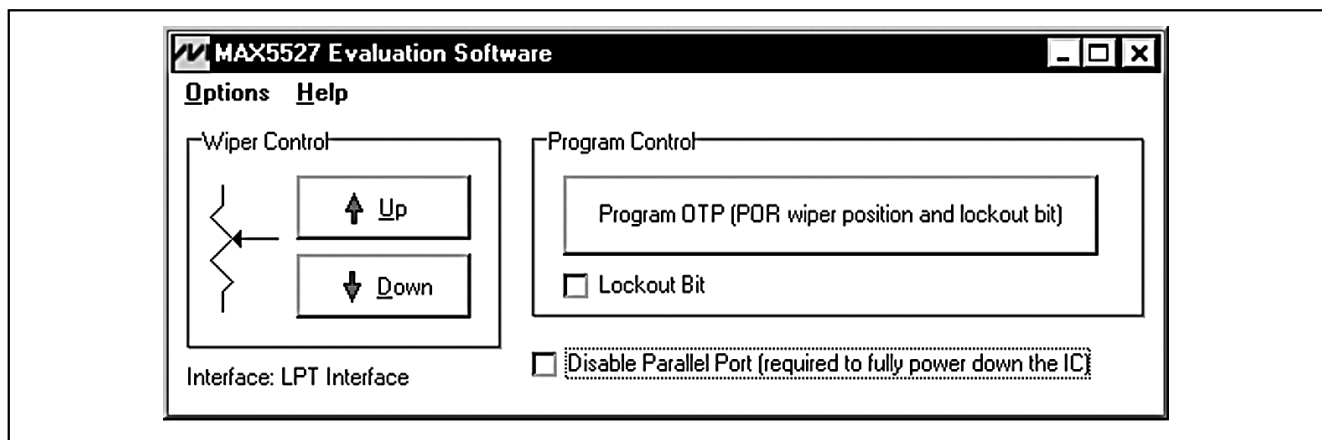 MAX5527 Evaluation Software
Options Help
Wiper Control
Up
Down
Interface: LPT Interface
Program Control
Program OTP (POR wiper position and lockout bit)
Lockout Bit
Disable Parallel Port (required to fully power down the IC)